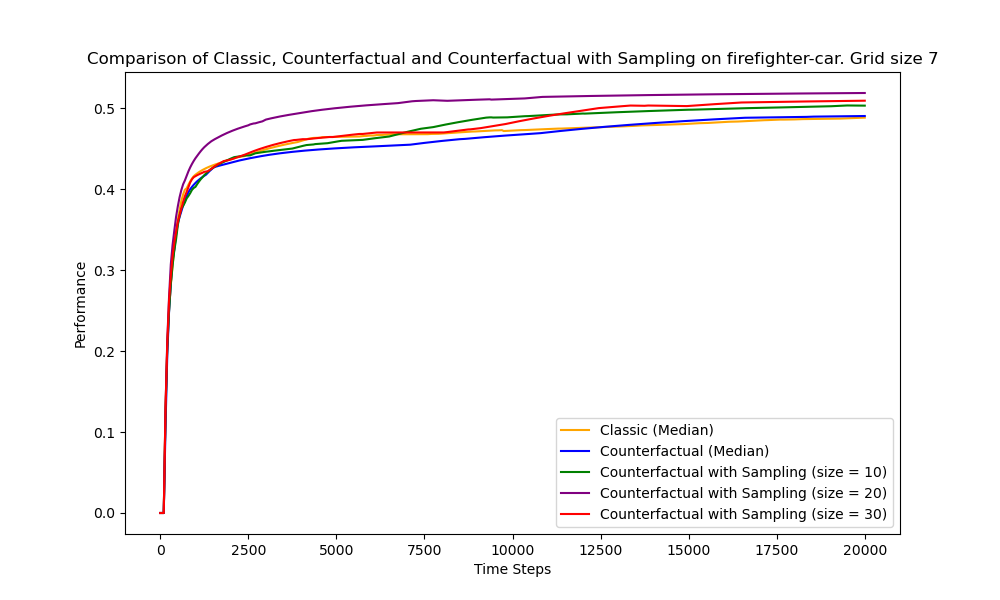 Comparison of Classic, Counterfactual and Counterfactual with Sampling on firefighter-car. Grid size 7
Performance
0.5
0.4
0.3
0.2
0.1
0.0
Classic (Median)
Counterfactual (Median)
Counterfactual with Sampling (size = 10)
Counterfactual with Sampling (size = 20)
Counterfactual with Sampling (size = 30)
0 2500 5000 7500 10000 12500 15000 17500 20000
Time Steps